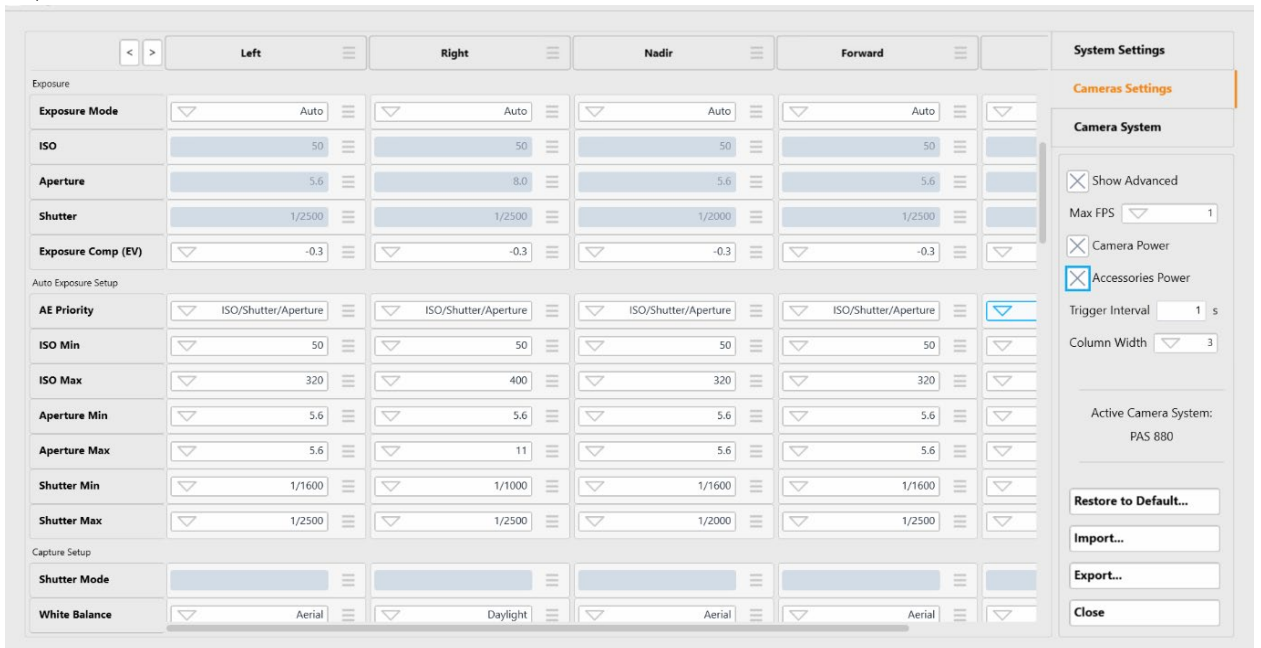 < > Left Right Nadir Forward
Exposure
Exposure Mode Auto Auto Auto Auto
ISO 50 50 50 50
Aperture 5.6 8.0 5.6 5.6
Shutter 1/2500 1/2500 1/2000 1/2500
Exposure Comp (EV) -0.3 -0.3 -0.3 -0.3
Auto Exposure Setup
AE Priority ISO/Shutter/Aperture ISO/Shutter/Aperture ISO/Shutter/Aperture ISO/Shutter/Aperture
ISO Min 50 50 50 50
ISO Max 320 400 320 320
Aperture Min 5.6 5.6 5.6 5.6
Aperture Max 5.6 11 5.6 5.6
Shutter Min 1/1600 1/1000 1/1600 1/1600
Shutter Max 1/2500 1/2500 1/2000 1/2500
Capture Setup
Shutter Mode
White Balance Aerial Daylight Aerial Aerial
System Settings
Cameras Settings
Camera System
Show Advanced
Max FPS 1
Camera Power
Accessories Power
Trigger Interval 1 s
Column Width 3
Active Camera System:
PAS 880
Restore to Default...
Import...
Export...
Close